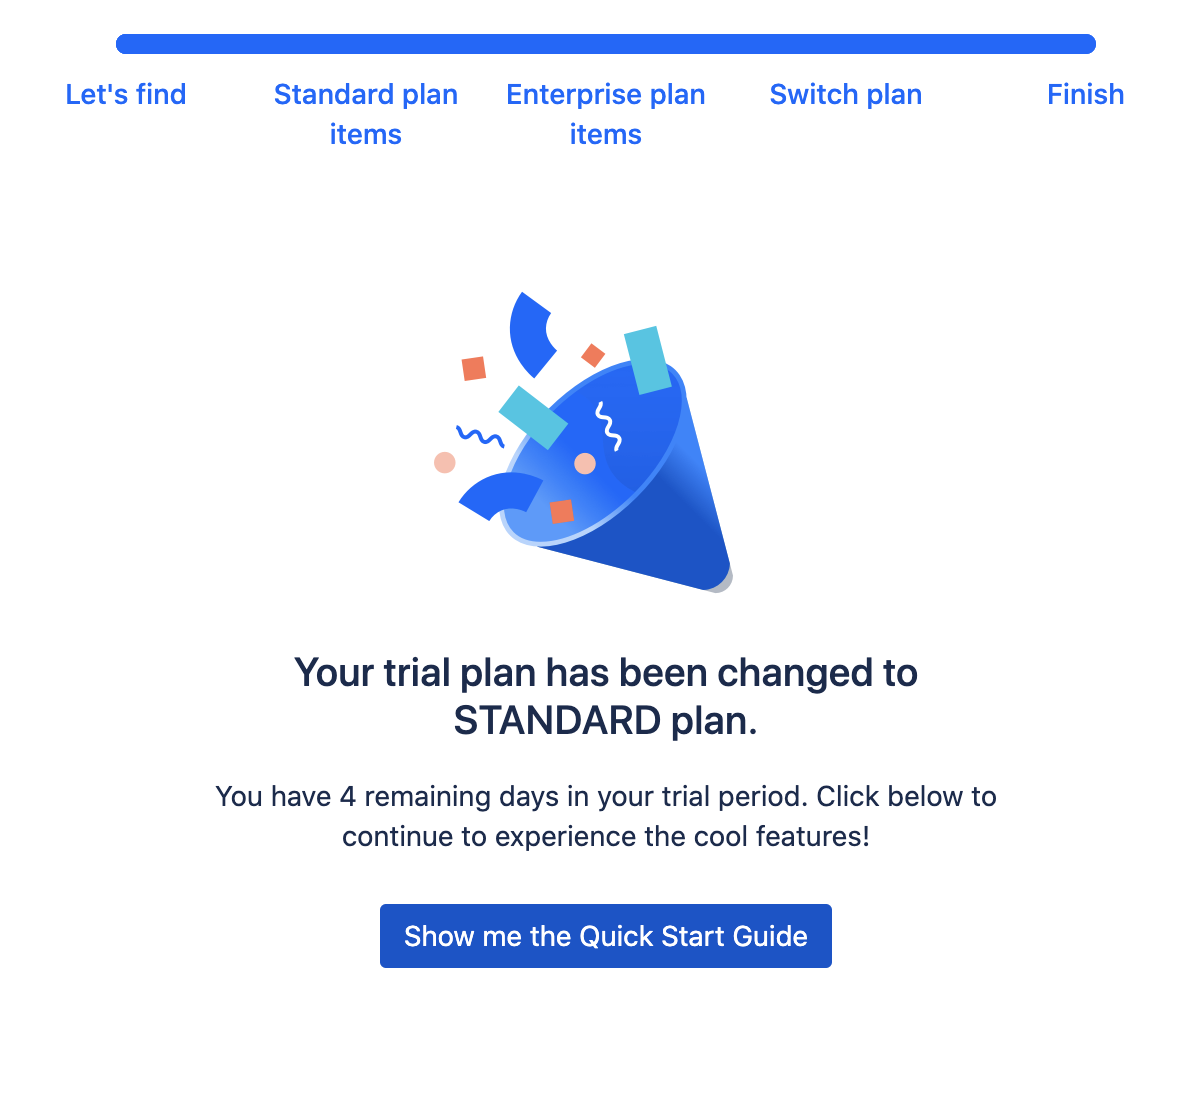 Let's find
Standard plan
items
Enterprise plan
items
Switch plan
Finish
Your trial plan has been changed to
STANDARD plan.
You have 4 remaining days in your trial period. Click below to
continue to experience the cool features!
Show me the Quick Start Guide